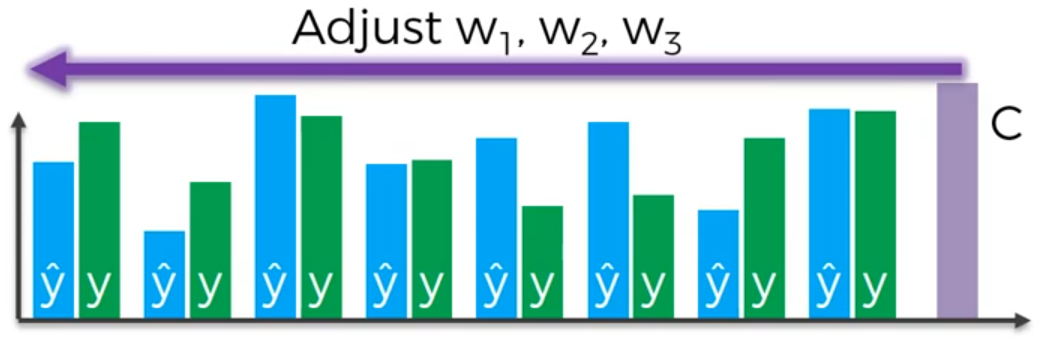 Adjust w₁, w₂, w₃
C
ŷ y ŷ y ŷ y ŷ y ŷ y ŷ y ŷ y ŷ y